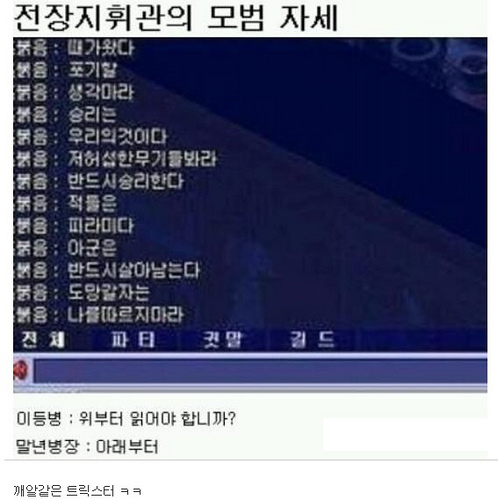 전장지휘관의 모범 자세
붉음 : 때가왔다
붉음 : 포기할
붉음 : 생각마라
붉음 : 승리는
붉음 : 우리의것이다
붉음 : 저허섭한무기들봐라
붉음 : 반드시승리한다
붉음 : 적들은
붉음 : 피라미다
붉음 : 아군은
붉음 : 반드시살아남는다
붉음 : 도망갈자는
붉음 : 나를따르지마라
전체 파티 귓말 길드
이등병 : 위부터 읽어야 합니까?
말년병장 : 아래부터
깨알같은 트릭스터 ㅋㅋ